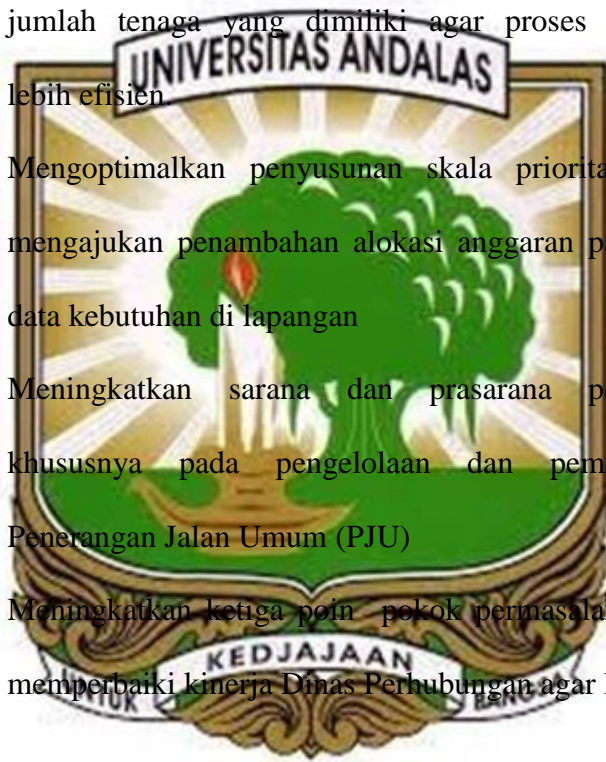 jumlah tenaga yang dimiliki agar proses
UNIVERSITAS ANDALAS
lebih efisien.
Mengoptimalkan penyusunan skala priorita
mengajukan penambahan alokasi anggaran p
data kebutuhan di lapangan
Meningkatkan sarana dan prasarana p
khususnya pada pengelolaan dan pem
Penerangan Jalan Umum (PJU)
Meningkatkan ketiga poin pokok permasala
KEDJAJAAN
memperbaiki kinerja Dinas Perhubungan agar
UNTUK
BANGSA